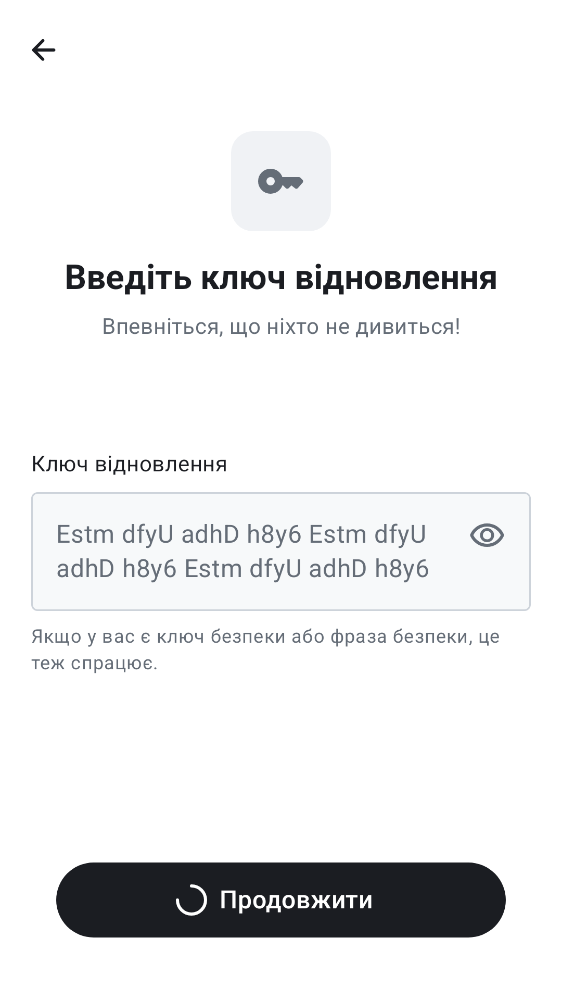 Введіть ключ відновлення
Впевніться, що ніхто не дивиться!
Ключ відновлення
Estm dfyU adhD h8y6 Estm dfyU
adhD h8y6 Estm dfyU adhD h8y6
Якщо у вас є ключ безпеки або фраза безпеки, це
теж спрацює.
Продовжити